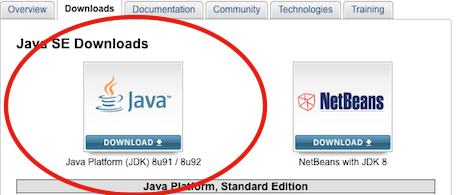 Overview Downloads Documentation Community Technologies Training
Java SE Downloads
Java™ NetBeans
DOWNLOAD DOWNLOAD
Java Platform (JDK) 8u91 / 8u92 NetBeans with JDK 8
Java Platform, Standard Edition